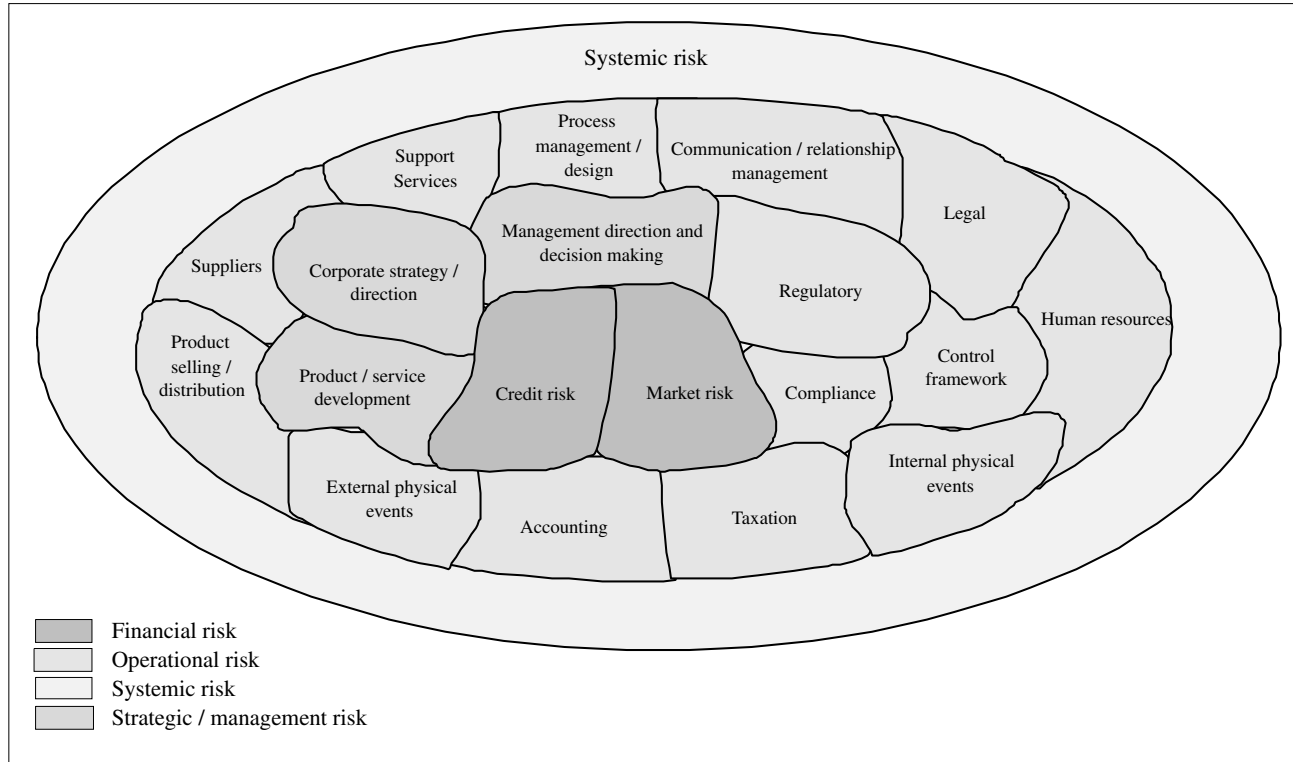 Systemic risk
Process
management /
design
Support
Services
Communication / relationship
management
Legal
Management direction and
decision making
Suppliers
Corporate strategy /
direction
Regulatory
Human resources
Product
selling /
distribution
Product / service
development
Credit risk
Market risk
Compliance
Control
framework
External physical
events
Accounting
Taxation
Internal physical
events
Financial risk
Operational risk
Systemic risk
Strategic / management risk